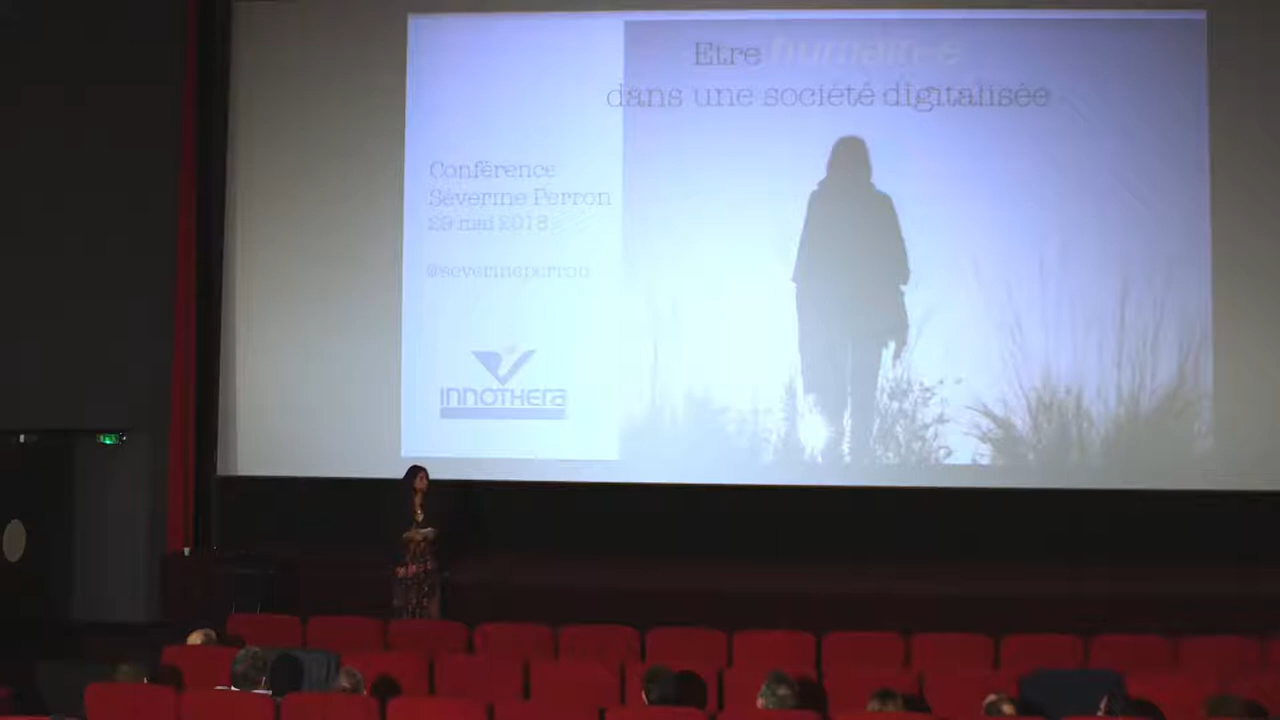 Etre humain-e
dans une société digitalisée
Conférence
Séverine Perron
29 mai 2018
@severineperron
INNOTHERA